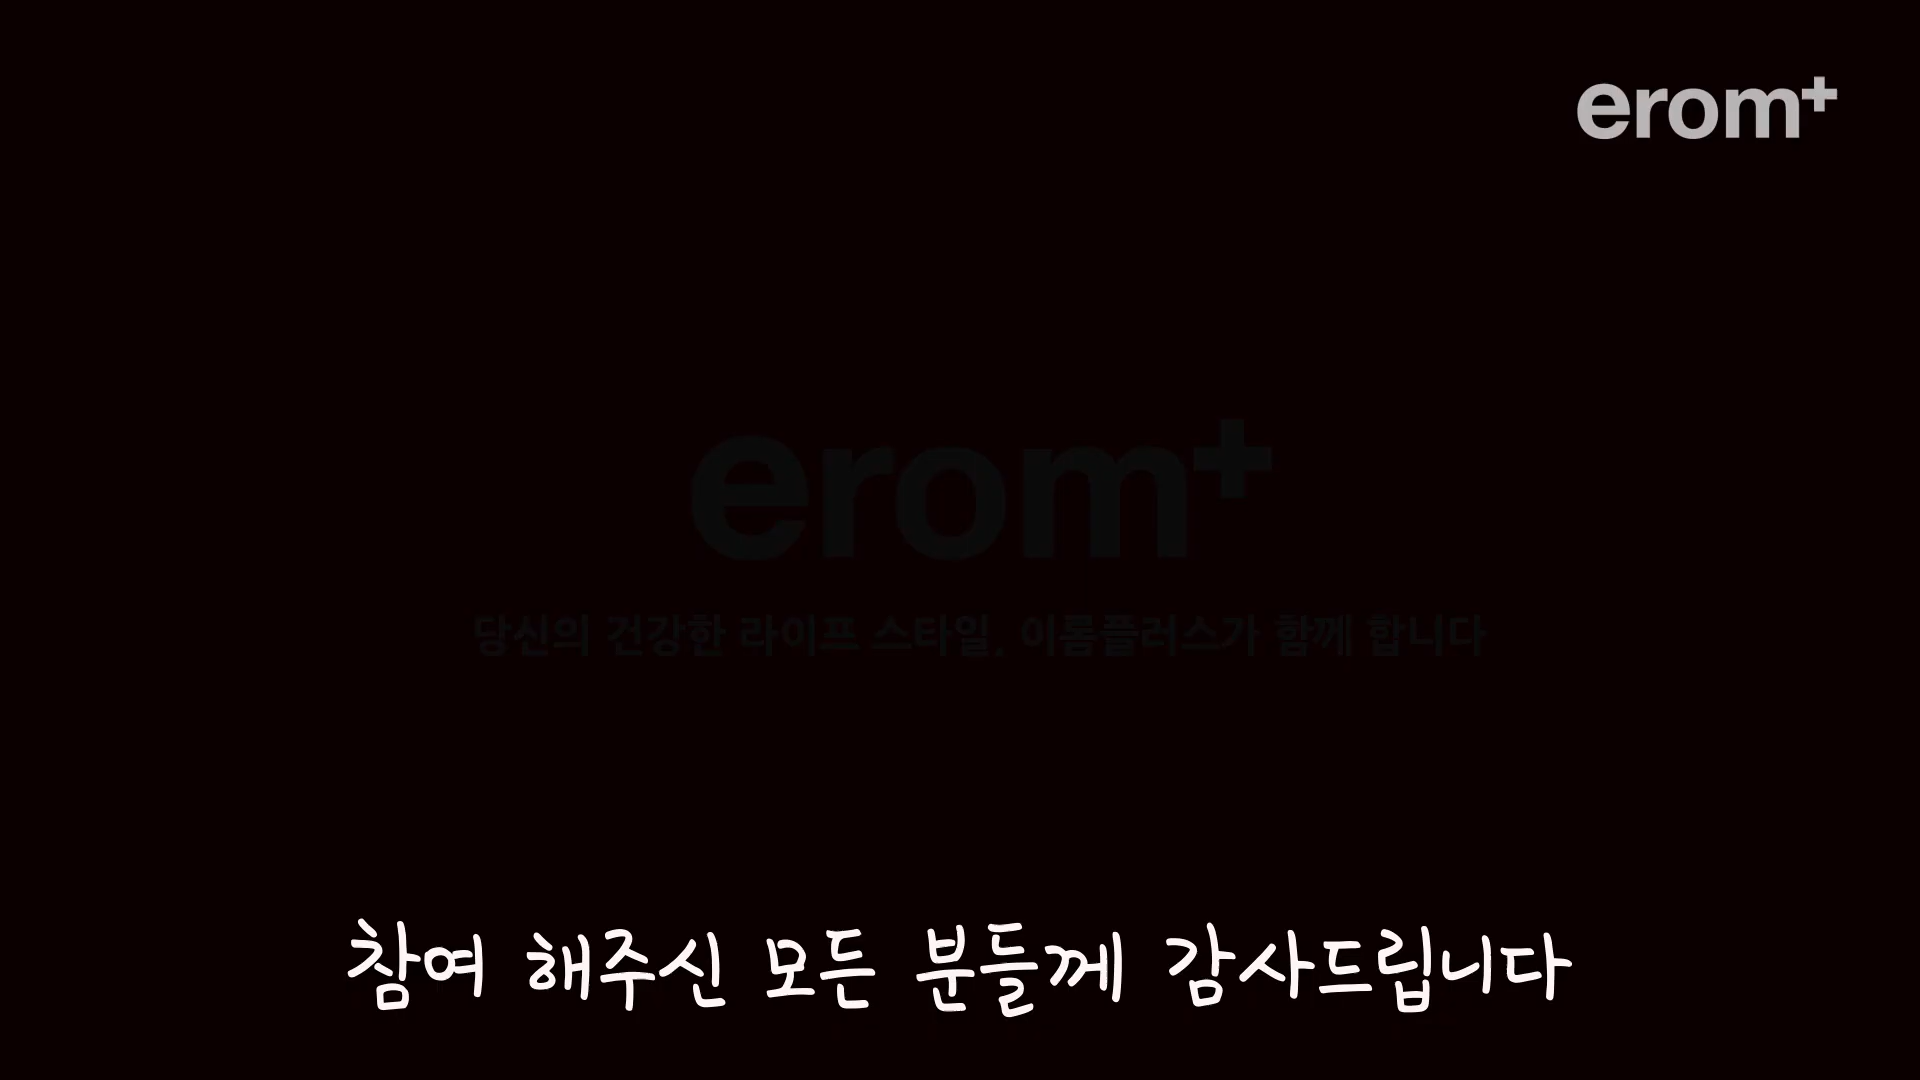 erom+
erom+
당신의 건강한 라이프 스타일, 이롬플러스가 함께 합니다
참여 해주신 모든 분들께 감사드립니다